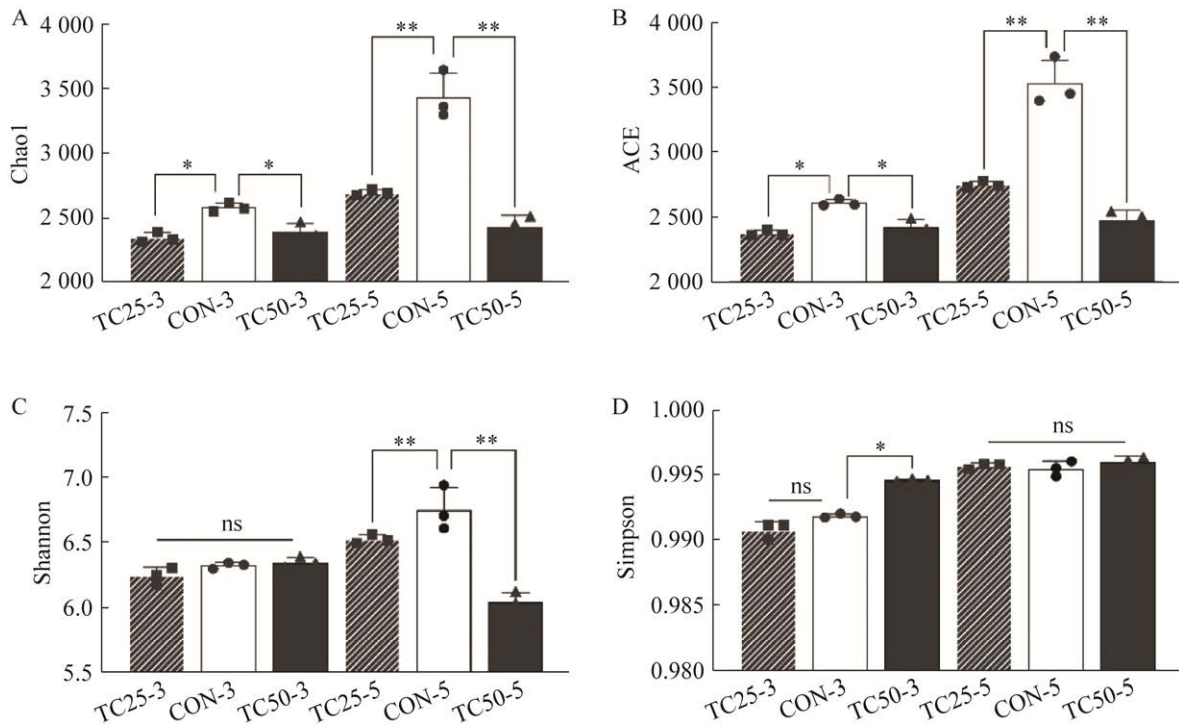 A
Chao1
4 000
3 500
3 000
2 500
2 000
*
*
**
**
TC25-3
CON-3
TC50-3
TC25-5
CON-5
TC50-5
B
ACE
4 000
3 500
3 000
2 500
2 000
*
*
**
**
TC25-3
CON-3
TC50-3
TC25-5
CON-5
TC50-5
C
Shannon
7.5
7.0
6.5
6.0
5.5
ns
**
**
TC25-3
CON-3
TC50-3
TC25-5
CON-5
TC50-5
D
Simpson
1.000
0.995
0.990
0.985
0.980
ns
*
ns
TC25-3
CON-3
TC50-3
TC25-5
CON-5
TC50-5